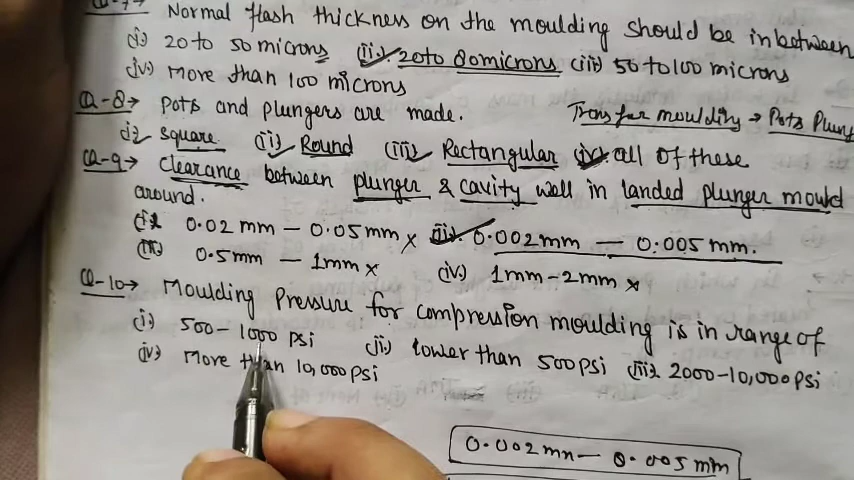 Q-7→ Normal flash thickness on the moulding should be inbetween
(i) 20 to 50 microns (ii) 20 to 80 microns (iii) 50 to 100 microns
(iv) More than 100 microns
Q-8→ Pots and plungers are made. Transfer moulding → Pots Plung
(i) Square (ii) Round (iii) Rectangular (iv) all of these
Q-9→ Clearance between plunger & cavity wall in landed plunger mould
around.
(i) 0.02 mm – 0.05 mm × (ii) 0.002 mm – 0.005 mm.
(iii) 0.5 mm – 1 mm × (iv) 1 mm – 2 mm ×
Q-10→ Moulding Pressure for compression moulding is in range of
(i) 500 – 1000 psi (ii) lower than 500 psi (iii) 2000 – 10,000 psi
(iv) More than 10,000 psi
0.002 mm – 0.005 mm